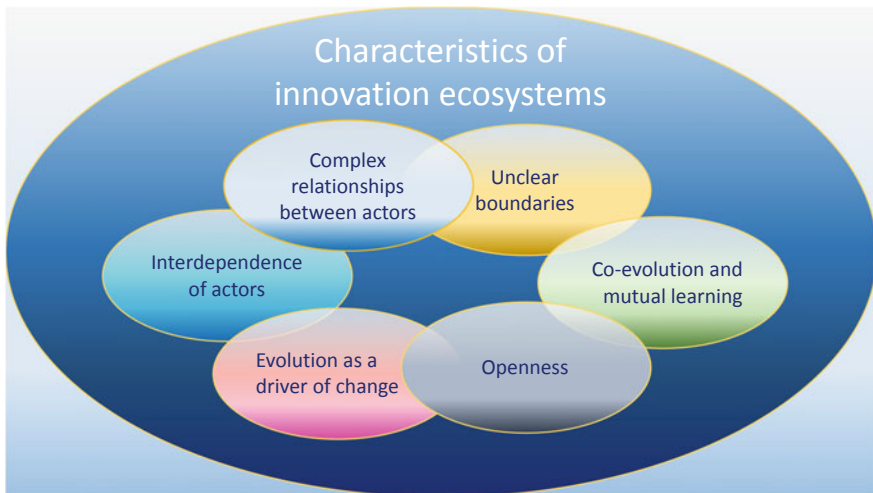 Characteristics of
innovation ecosystems
Complex
relationships
between actors
Unclear
boundaries
Interdependence
of actors
Co-evolution and
mutual learning
Evolution as a
driver of change
Openness